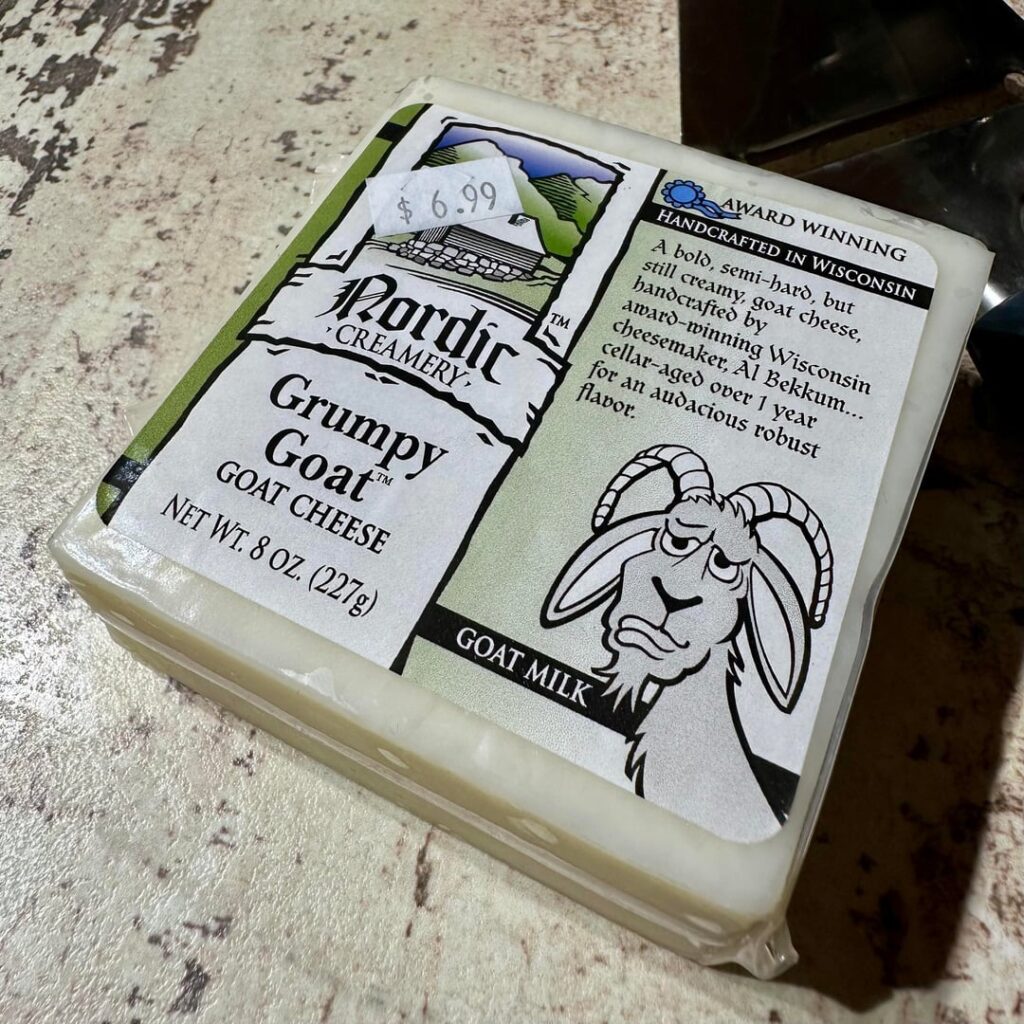 $ 6.99
Nordic™
CREAMERY
Grumpy
Goat™
GOAT CHEESE
NET WT. 8 OZ. (227g)
AWARD WINNING
HANDCRAFTED IN WISCONSIN
A bold, semi-hard, but
still creamy, goat cheese,
handcrafted by
award-winning Wisconsin
cheesemaker, Al Bekkum...
cellar-aged over 1 year
for an audacious robust
flavor.
GOAT MILK